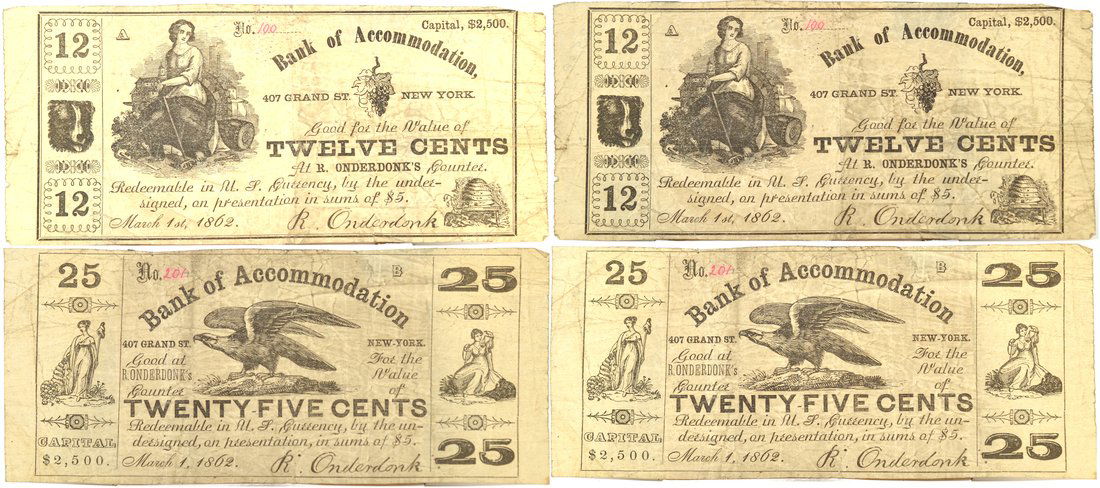 12
A
No. 100
Capital, $2,500.
Bank of Accommodation,
407 GRAND ST. NEW YORK.
Good for the Value of
TWELVE CENTS
At R. ONDERDONK'S Counter.
Redeemable in U. S. Currency, by the under-
signed, on presentation in sums of $5.
12
March 1st, 1862. R. Onderdonk
12
A
No. 100
Capital, $2,500.
Bank of Accommodation,
407 GRAND ST. NEW YORK.
Good for the Value of
TWELVE CENTS
At R. ONDERDONK'S Counter.
Redeemable in U. S. Currency, by the under-
signed, on presentation in sums of $5.
12
March 1st, 1862. R. Onderdonk
25
No. 201
B
25
Bank of Accommodation
407 GRAND ST. NEW-YORK.
Good at For the
R. ONDERDONK's Value
Counter of
TWENTY-FIVE CENTS
Redeemable in U. S. Currency, by the un-
dersigned, on presentation, in sums of $5.
CAPITAL
$2,500.
March 1, 1862. R. Onderdonk
25
25
No. 201
B
25
Bank of Accommodation
407 GRAND ST. NEW-YORK.
Good at For the
R. ONDERDONK's Value
Counter of
TWENTY-FIVE CENTS
Redeemable in U. S. Currency, by the un-
dersigned, on presentation, in sums of $5.
CAPITAL
$2,500.
March 1, 1862. R. Onderdonk
25